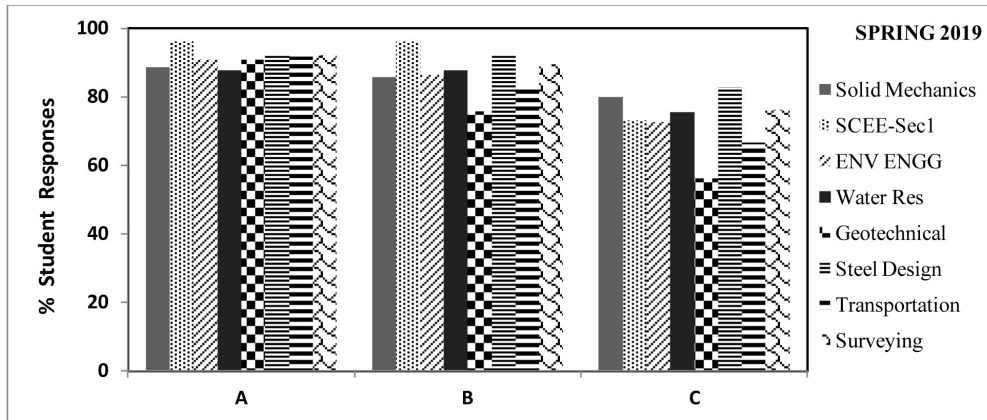 SPRING 2019
% Student Responses
100
80
60
40
20
0
A
B
C
Solid Mechanics
SCEE-Sec1
ENV ENGG
Water Res
Geotechnical
Steel Design
Transportation
Surveying